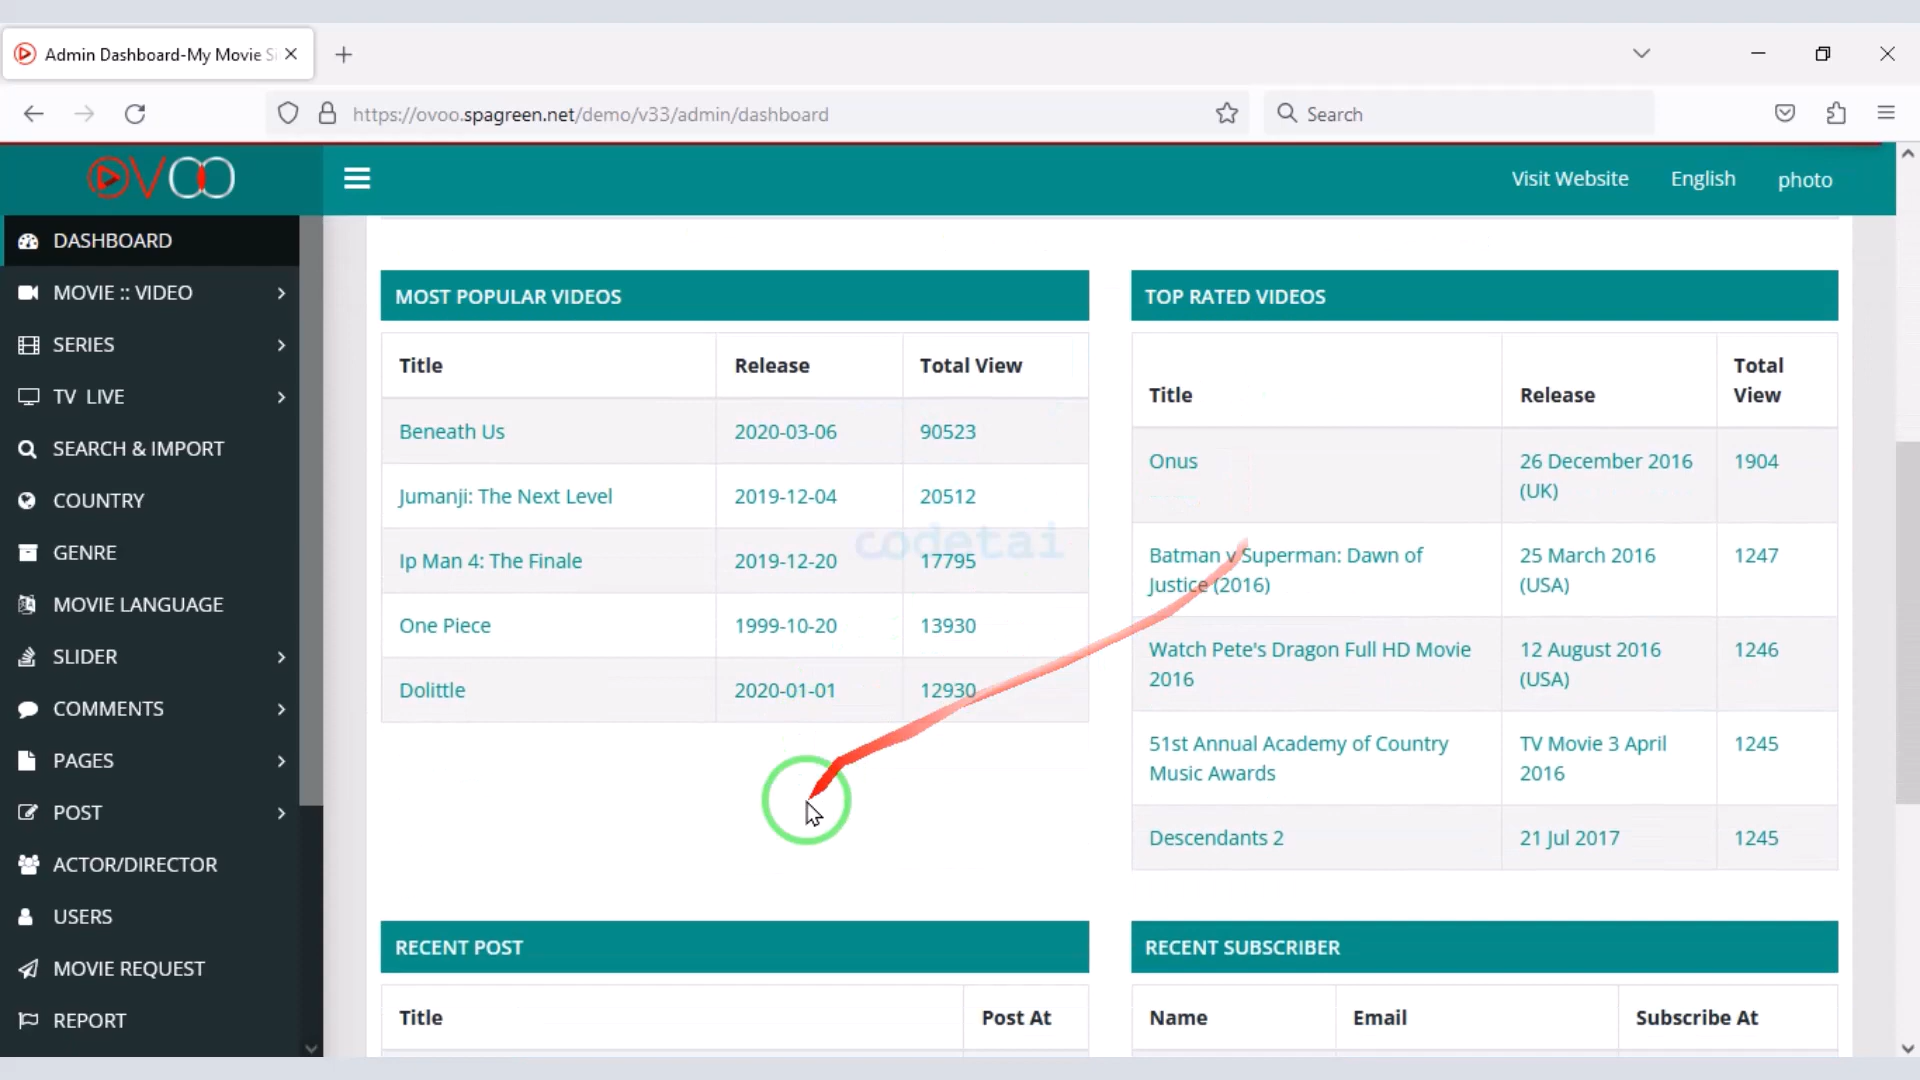 Admin Dashboard-My Movie Si
https://ovoo.spagreen.net/demo/v33/admin/dashboard
Search
OVOO
Visit Website
English
photo
DASHBOARD
MOVIE :: VIDEO
SERIES
TV LIVE
SEARCH & IMPORT
COUNTRY
GENRE
MOVIE LANGUAGE
SLIDER
COMMENTS
PAGES
POST
ACTOR/DIRECTOR
USERS
MOVIE REQUEST
REPORT
MOST POPULAR VIDEOS
Title Release Total View
Beneath Us 2020-03-06 90523
Jumanji: The Next Level 2019-12-04 20512
Ip Man 4: The Finale 2019-12-20 17795
One Piece 1999-10-20 13930
Dolittle 2020-01-01 12930
codetai
TOP RATED VIDEOS
Title Release Total
View
Onus 26 December 2016 1904
(UK)
Batman v Superman: Dawn of 25 March 2016 1247
Justice (2016) (USA)
Watch Pete's Dragon Full HD Movie 12 August 2016 1246
2016 (USA)
51st Annual Academy of Country TV Movie 3 April 1245
Music Awards 2016
Descendants 2 21 Jul 2017 1245
RECENT POST
Title Post At
RECENT SUBSCRIBER
Name Email Subscribe At